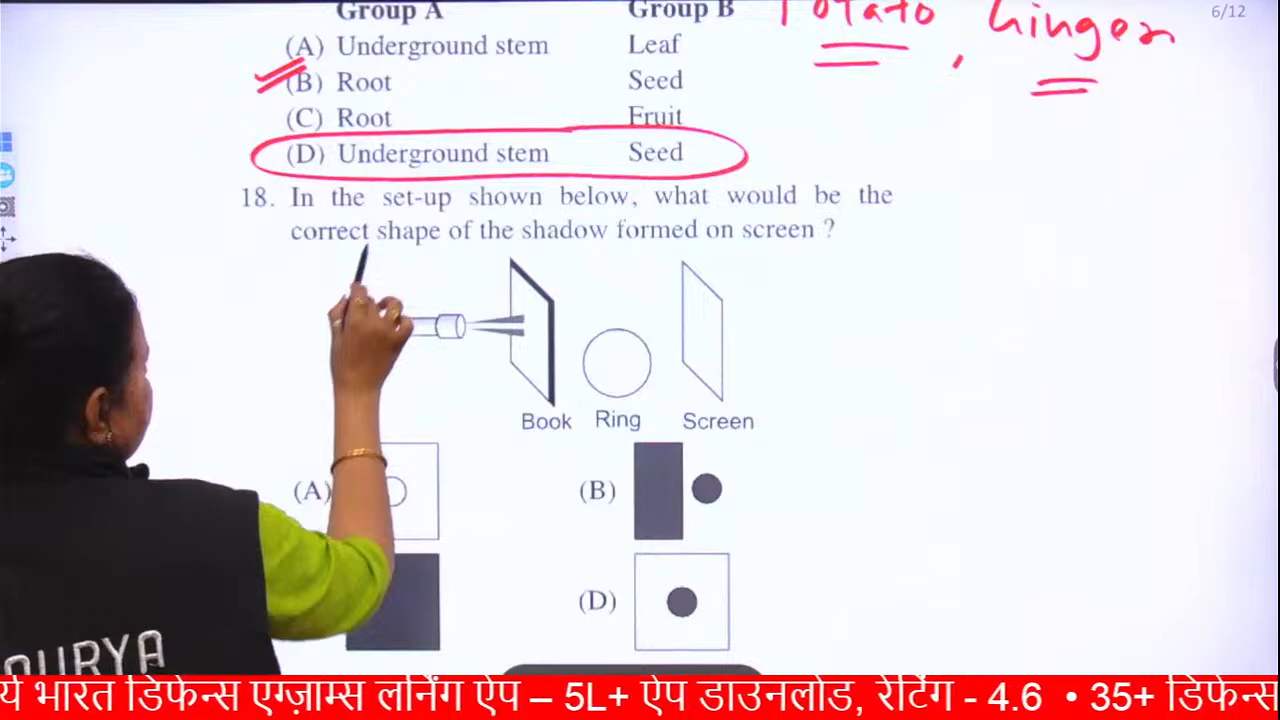 Group A Group B Potato, Ginger 6/12
(A) Underground stem Leaf
(B) Root Seed
(C) Root Fruit
(D) Underground stem Seed
18. In the set-up shown below, what would be the
correct shape of the shadow formed on screen ?
Book Ring Screen
(A) (B)
(D)
URYA
भारत डिफेन्स एग्ज़ाम्स लर्निंग ऐप – 5L+ ऐप डाउनलोड, रेटिंग - 4.6 • 35+ डिफेन्स